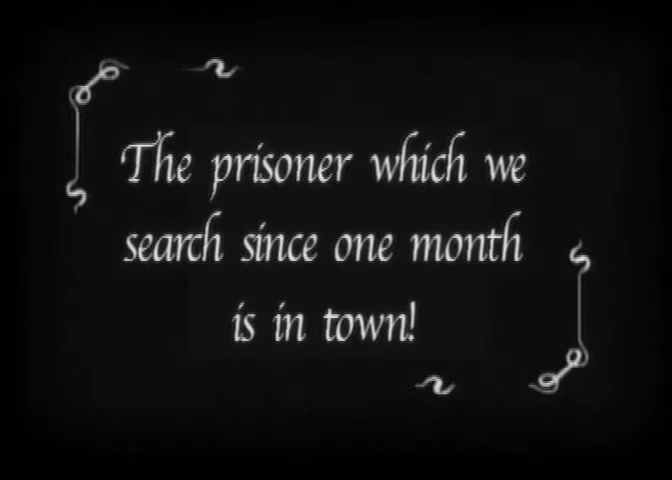 The prisoner which we
search since one month
is in town!